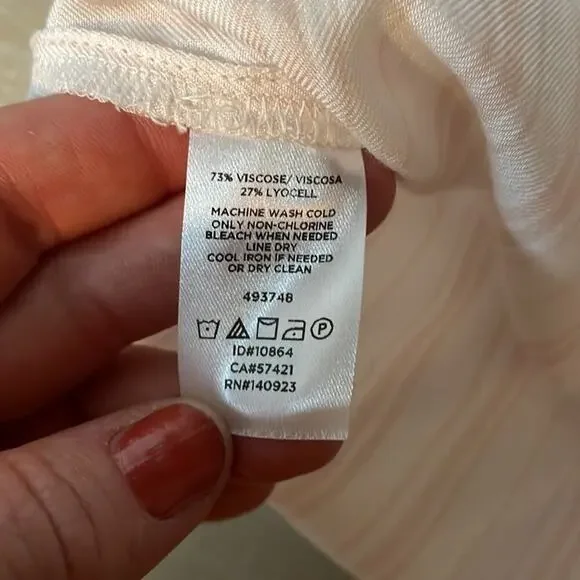 73% VISCOSE/ VISCOSA
27% LYOCELL
MACHINE WASH COLD
ONLY NON-CHLORINE
BLEACH WHEN NEEDED
LINE DRY
COOL IRON IF NEEDED
OR DRY CLEAN
493748
P
ID#10864
CA#57421
RN#140923